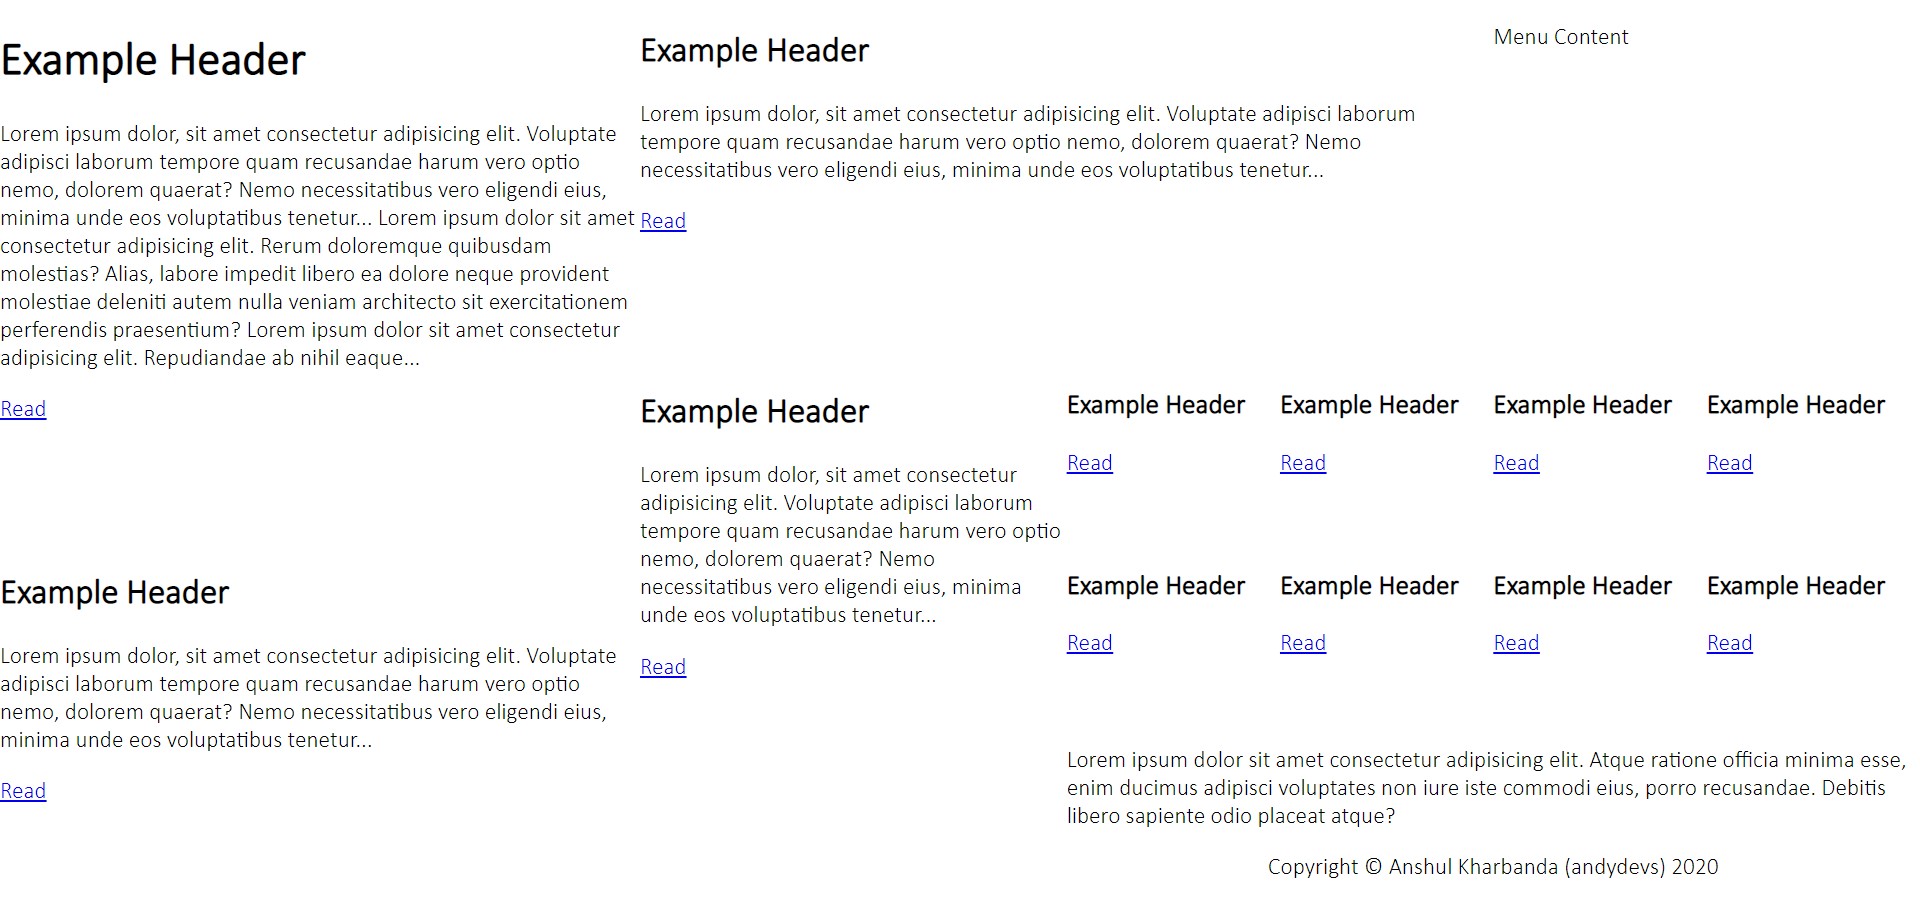 Example Header
Lorem ipsum dolor, sit amet consectetur adipisicing elit. Voluptate
adipisci laborum tempore quam recusandae harum vero optio
nemo, dolorem quaerat? Nemo necessitatibus vero eligendi eius,
minima unde eos voluptatibus tenetur... Lorem ipsum dolor sit amet
consectetur adipisicing elit. Rerum doloremque quibusdam
molestias? Alias, labore impedit libero ea dolore neque provident
molestiae deleniti autem nulla veniam architecto sit exercitationem
perferendis praesentium? Lorem ipsum dolor sit amet consectetur
adipisicing elit. Repudiandae ab nihil eaque...
Read
Example Header
Lorem ipsum dolor, sit amet consectetur adipisicing elit. Voluptate
adipisci laborum tempore quam recusandae harum vero optio
nemo, dolorem quaerat? Nemo necessitatibus vero eligendi eius,
minima unde eos voluptatibus tenetur...
Read
Example Header
Lorem ipsum dolor, sit amet consectetur adipisicing elit. Voluptate adipisci laborum
tempore quam recusandae harum vero optio nemo, dolorem quaerat? Nemo
necessitatibus vero eligendi eius, minima unde eos voluptatibus tenetur...
Read
Menu Content
Example Header
Lorem ipsum dolor, sit amet consectetur
adipisicing elit. Voluptate adipisci laborum
tempore quam recusandae harum vero optio
nemo, dolorem quaerat? Nemo
necessitatibus vero eligendi eius, minima
unde eos voluptatibus tenetur...
Read
Example Header
Read
Example Header
Read
Example Header
Read
Example Header
Read
Example Header
Read
Example Header
Read
Example Header
Read
Example Header
Read
Lorem ipsum dolor sit amet consectetur adipisicing elit. Atque ratione officia minima esse,
enim ducimus adipisci voluptates non iure iste commodi eius, porro recusandae. Debitis
libero sapiente odio placeat atque?
Copyright © Anshul Kharbanda (andydevs) 2020